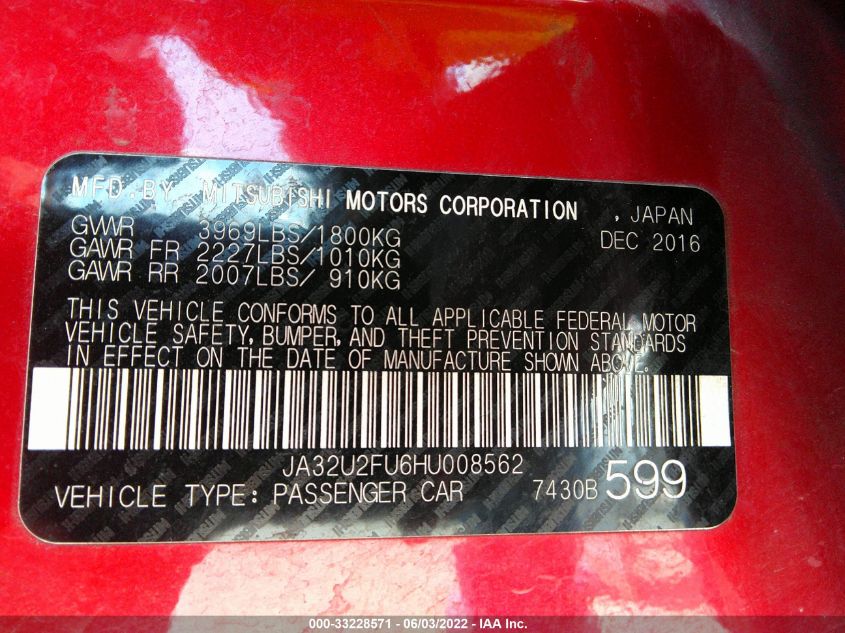 MFD. BY, MITSUBISHI MOTORS CORPORATION , JAPAN
GVWR 3969LBS/1800KG DEC 2016
GAWR FR 2227LBS/1010KG
GAWR RR 2007LBS/ 910KG
THIS VEHICLE CONFORMS TO ALL APPLICABLE FEDERAL MOTOR
VEHICLE SAFETY, BUMPER, AND THEFT PREVENTION STANDARDS
IN EFFECT ON THE DATE OF MANUFACTURE SHOWN ABOVE.
JA32U2FU6HU008562
VEHICLE TYPE: PASSENGER CAR 7430B 599
000-33228571 - 06/03/2022 - IAA Inc.